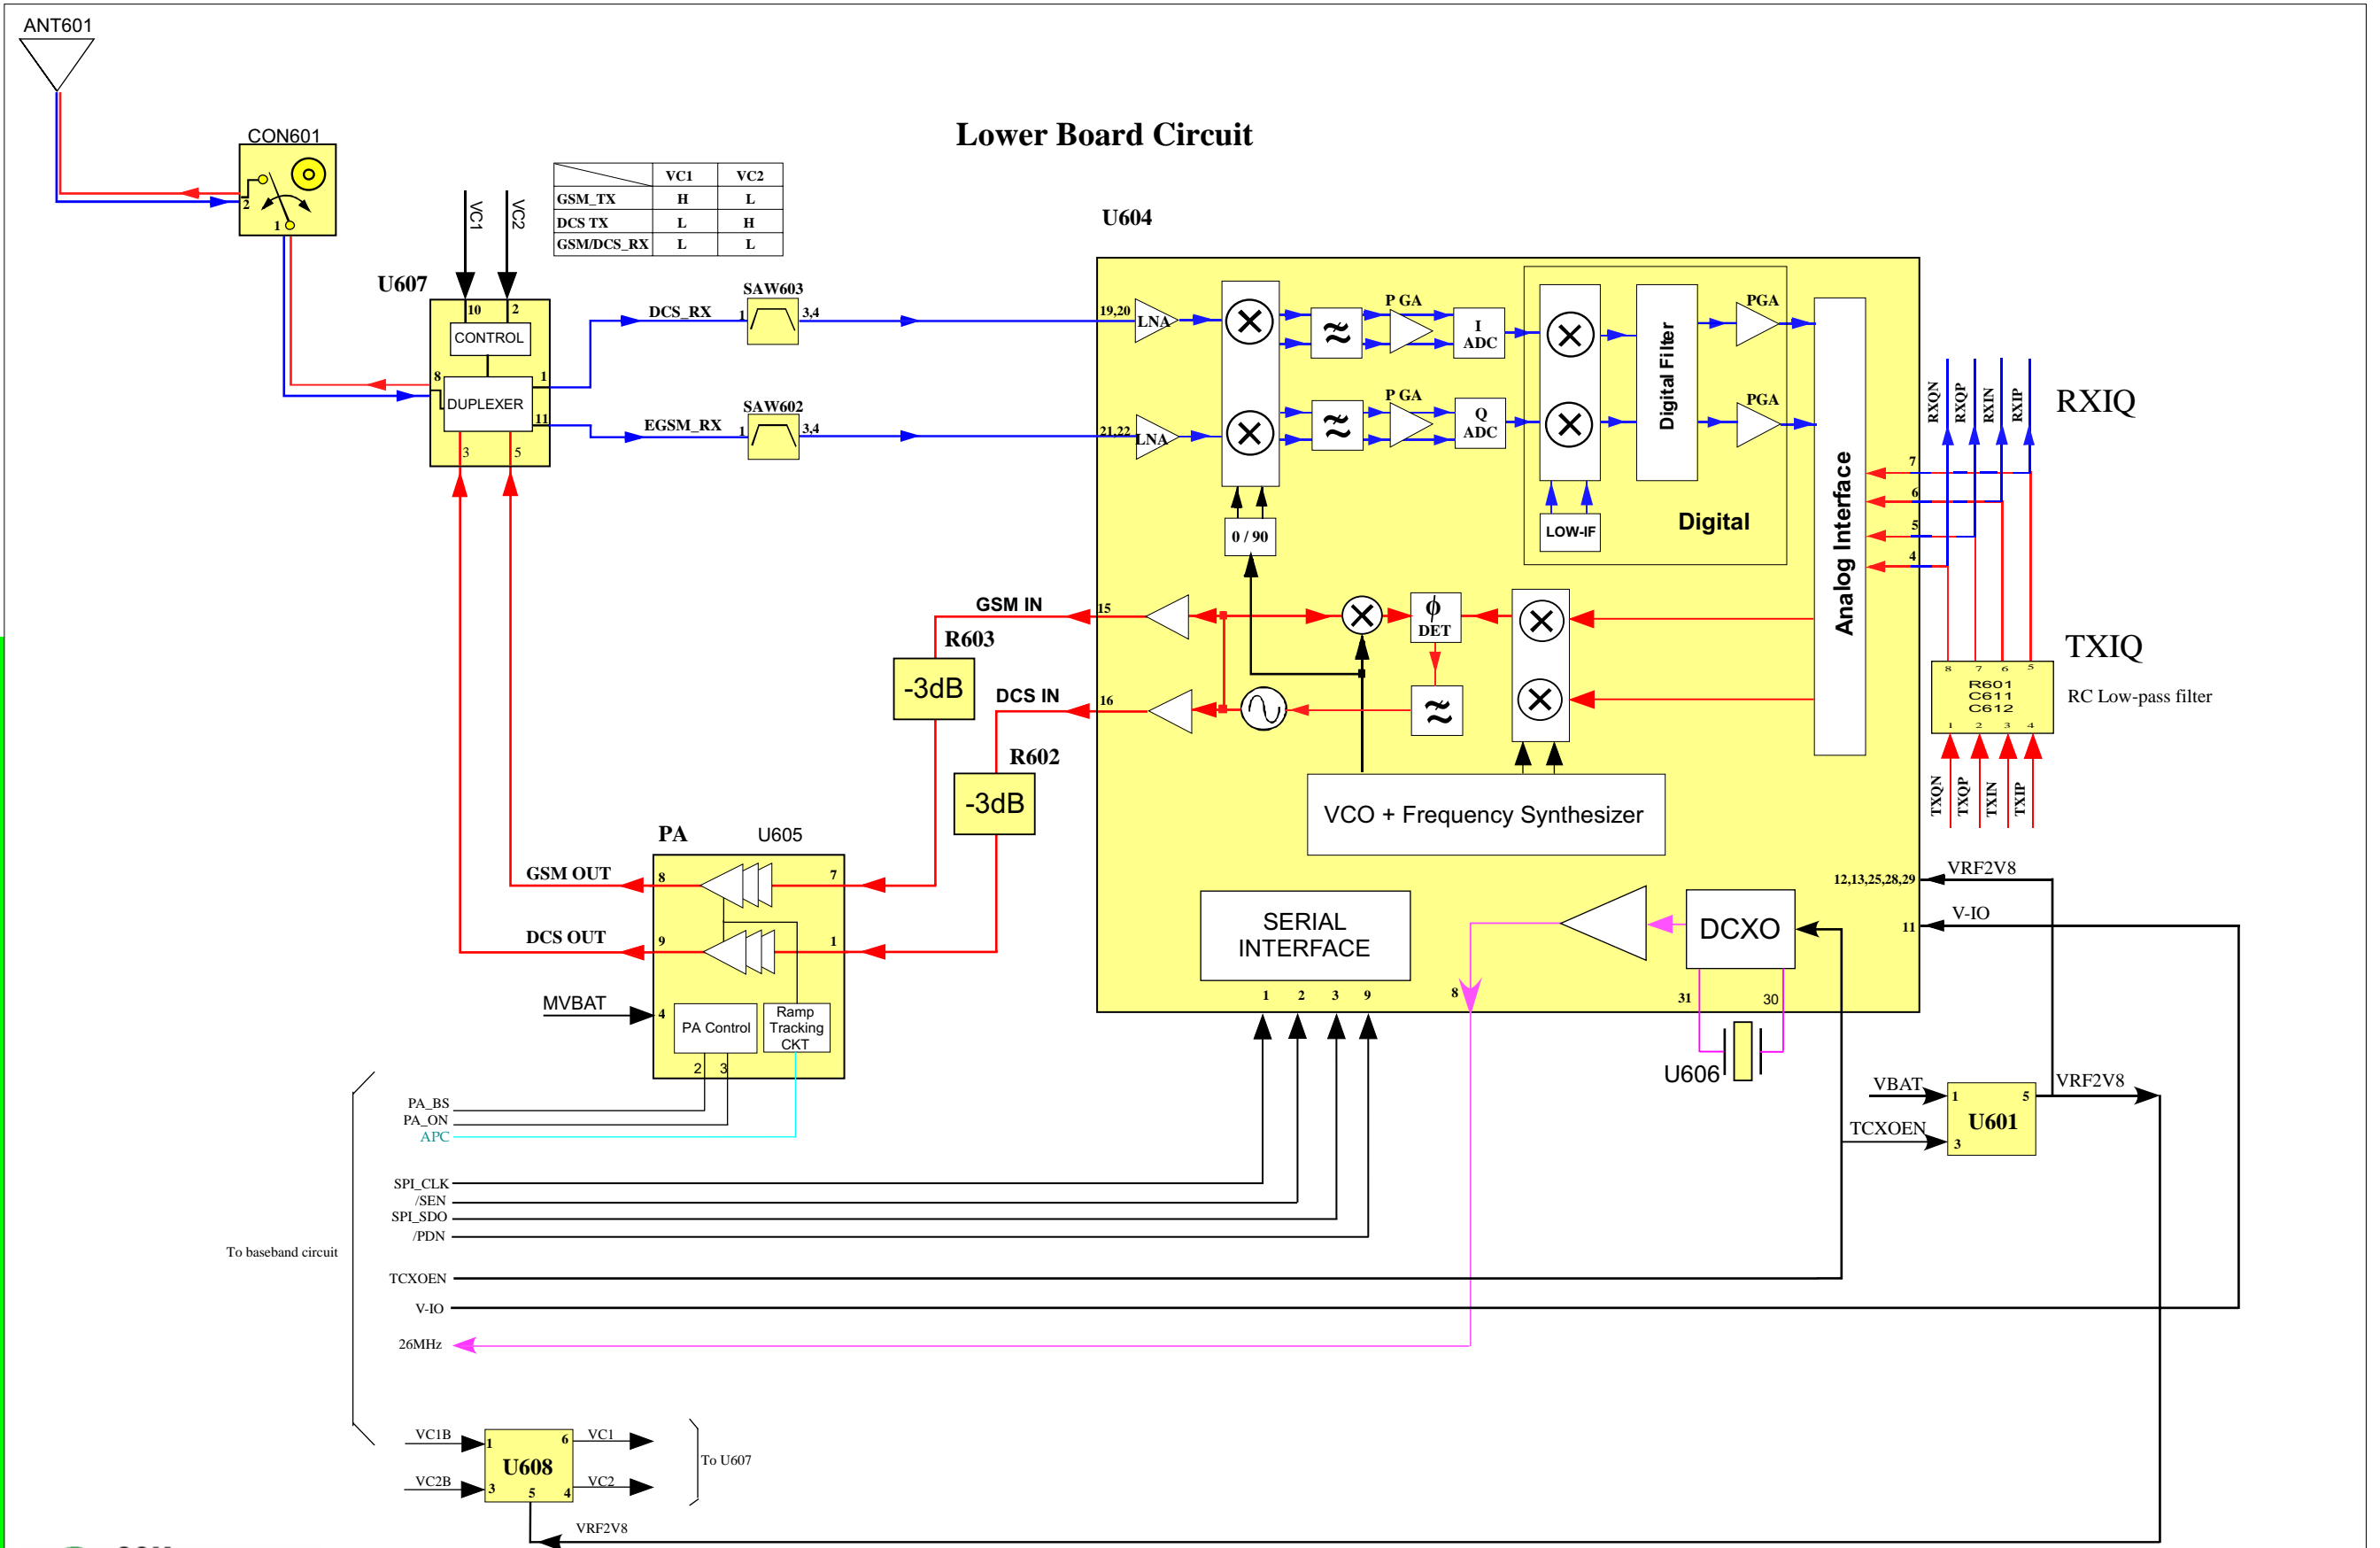 ANT601
Lower Board Circuit
CON601
2
1
VC1
VC2
VC1 VC2
GSM_TX H L
DCS TX L H
GSM/DCS_RX L L
U607
10
2
CONTROL
8
1
DUPLEXER
11
3
5
DCS_RX
SAW603
1
3,4
EGSM_RX
SAW602
1
3,4
U604
19,20
LNA
P GA
I
ADC
PGA
21,22
LNA
P GA
Q
ADC
PGA
Digital Filter
0 / 90
LOW-IF
Digital
Analog Interface
RXQN
RXQP
RXIN
RXIP
RXIQ
7
6
5
4
GSM IN
15
ϕ
DET
R603
-3dB
DCS IN
16
R602
-3dB
TXIQ
8 7 6 5
R601
C611
C612
1 2 3 4
RC Low-pass filter
TXQN
TXQP
TXIN
TXIP
VCO + Frequency Synthesizer
PA
U605
GSM OUT
8
7
DCS OUT
9
1
MVBAT
4
PA Control
Ramp
Tracking
CKT
2
3
SERIAL
INTERFACE
1
2
3
9
8
DCXO
31
30
U606
12,13,25,28,29
VRF2V8
V-IO
11
VBAT
1
5
VRF2V8
U601
TCXOEN
3
PA_BS
PA_ON
APC
SPI_CLK
/SEN
SPI_SDO
/PDN
To baseband circuit
TCXOEN
V-IO
26MHz
VC1B
1
6
VC1
U608
To U607
VC2B
3
5
4
VC2
VRF2V8